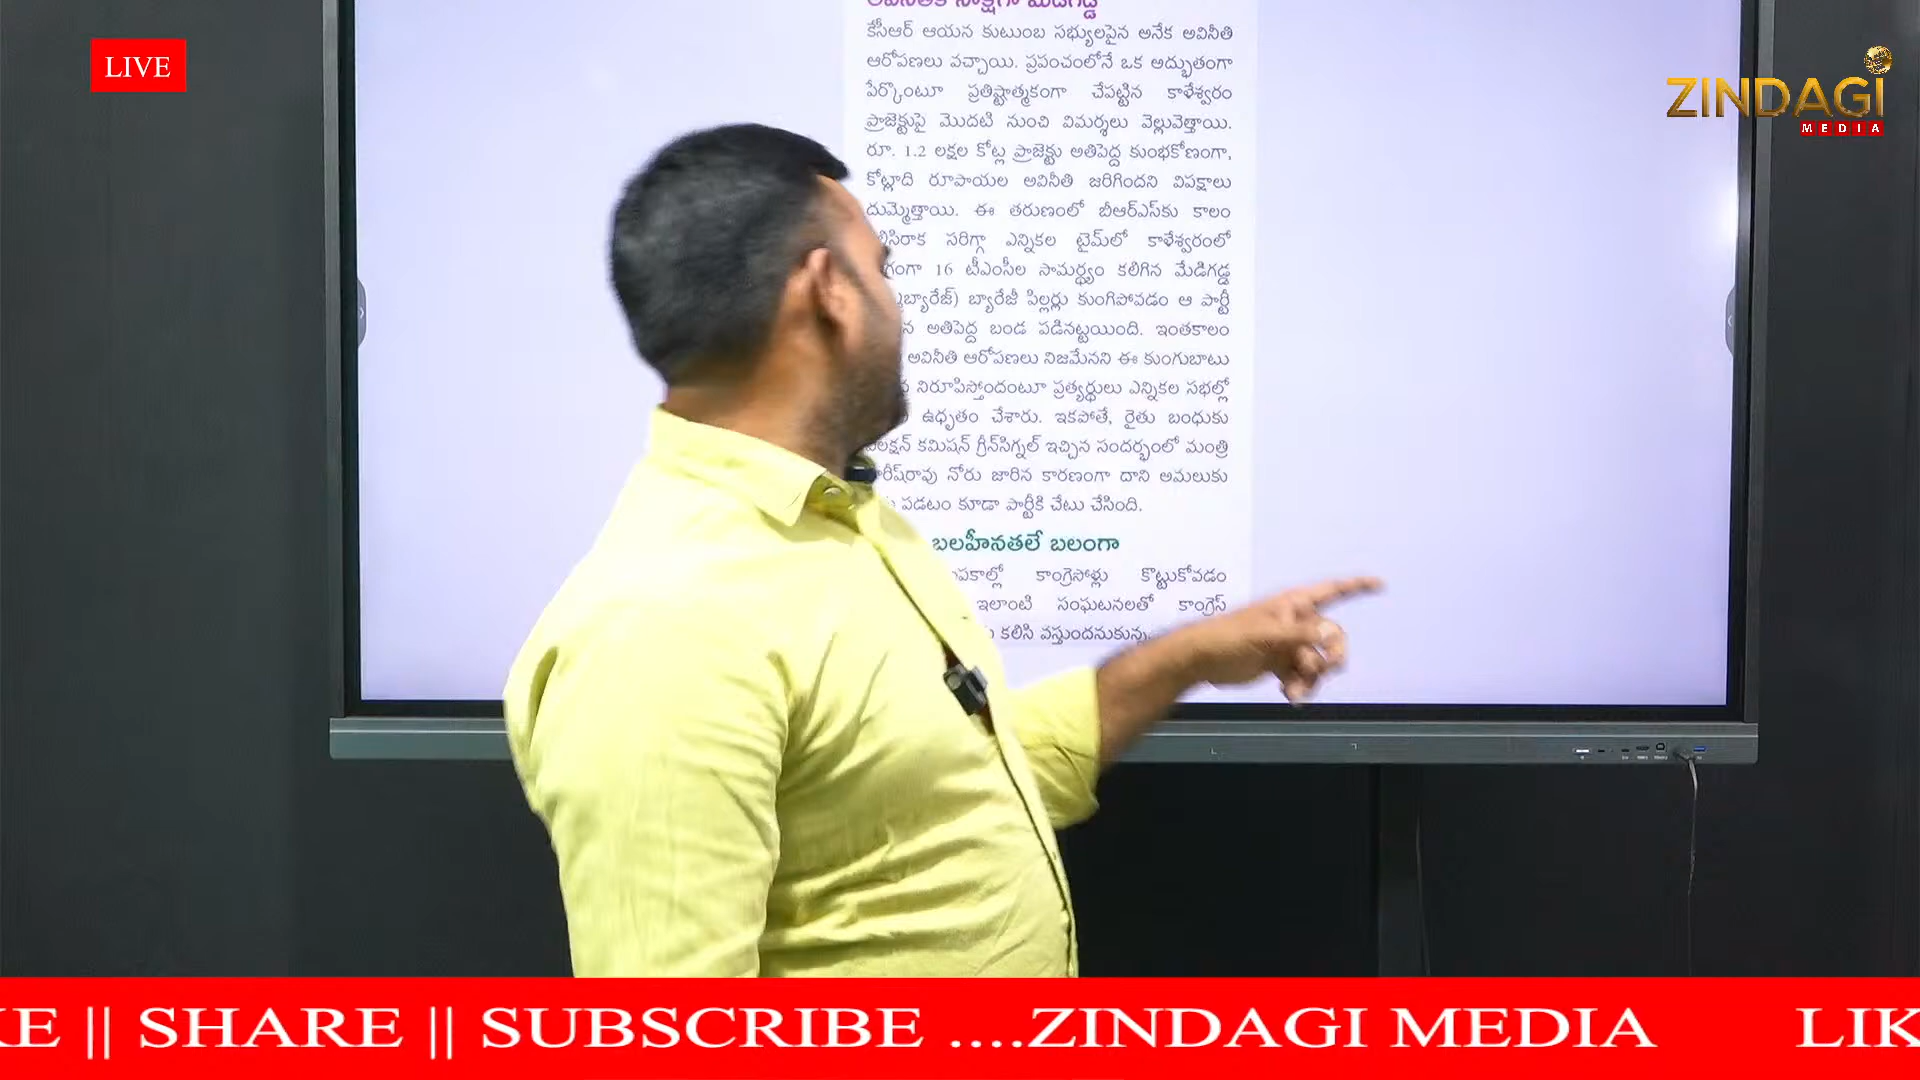 LIVE
ZINDAGI
MEDIA
కేసీఆర్ ఆయన కుటుంబ సభ్యులపైన అనేక అవినీతి
ఆరోపణలు వచ్చాయి. ప్రపంచంలోనే ఒక అద్భుతంగా
పేర్కొంటూ ప్రతిష్టాత్మకంగా చేపట్టిన కాళేశ్వరం
ప్రాజెక్టుపై మొదటి నుంచి విమర్శలు వెల్లువెత్తాయి.
రూ. 1.2 లక్షల కోట్ల ప్రాజెక్టు అతిపెద్ద కుంభకోణంగా,
కోట్లాది రూపాయల అవినీతి జరిగిందని విపక్షాలు
దుమ్మెత్తాయి. ఈ తరుణంలో బీఆర్ఎస్‌కు కాలం
సరిగ్గా ఎన్నికల టైమ్‌లో కాళేశ్వరంలో
16 టీఎంసీల సామర్థ్యం కలిగిన మేడిగడ్డ
బ్యారేజీ పిల్లర్లు కుంగిపోవడం ఆ పార్టీ
అతిపెద్ద బండ పడినట్టయింది. ఇంతకాలం
అవినీతి ఆరోపణలు నిజమేనని ఈ కుంగుబాటు
నిరూపిస్తోందంటూ ప్రత్యర్థులు ఎన్నికల సభల్లో
ఉధృతం చేశారు. ఇకపోతే, రైతు బంధుకు
కమిషన్ గ్రీన్‌సిగ్నల్ ఇచ్చిన సందర్భంలో మంత్రి
నోరు జారిన కారణంగా దాని అమలుకు
పడటం కూడా పార్టీకి చేటు చేసింది.
బలహీనతలే బలంగా
కాంగ్రెసోళ్లు కొట్టుకోవడం
ఇలాంటి సంఘటనలతో కాంగ్రెస్
కలిసి వస్తుందనుకున్న
KE || SHARE || SUBSCRIBE ....ZINDAGI MEDIA LIK